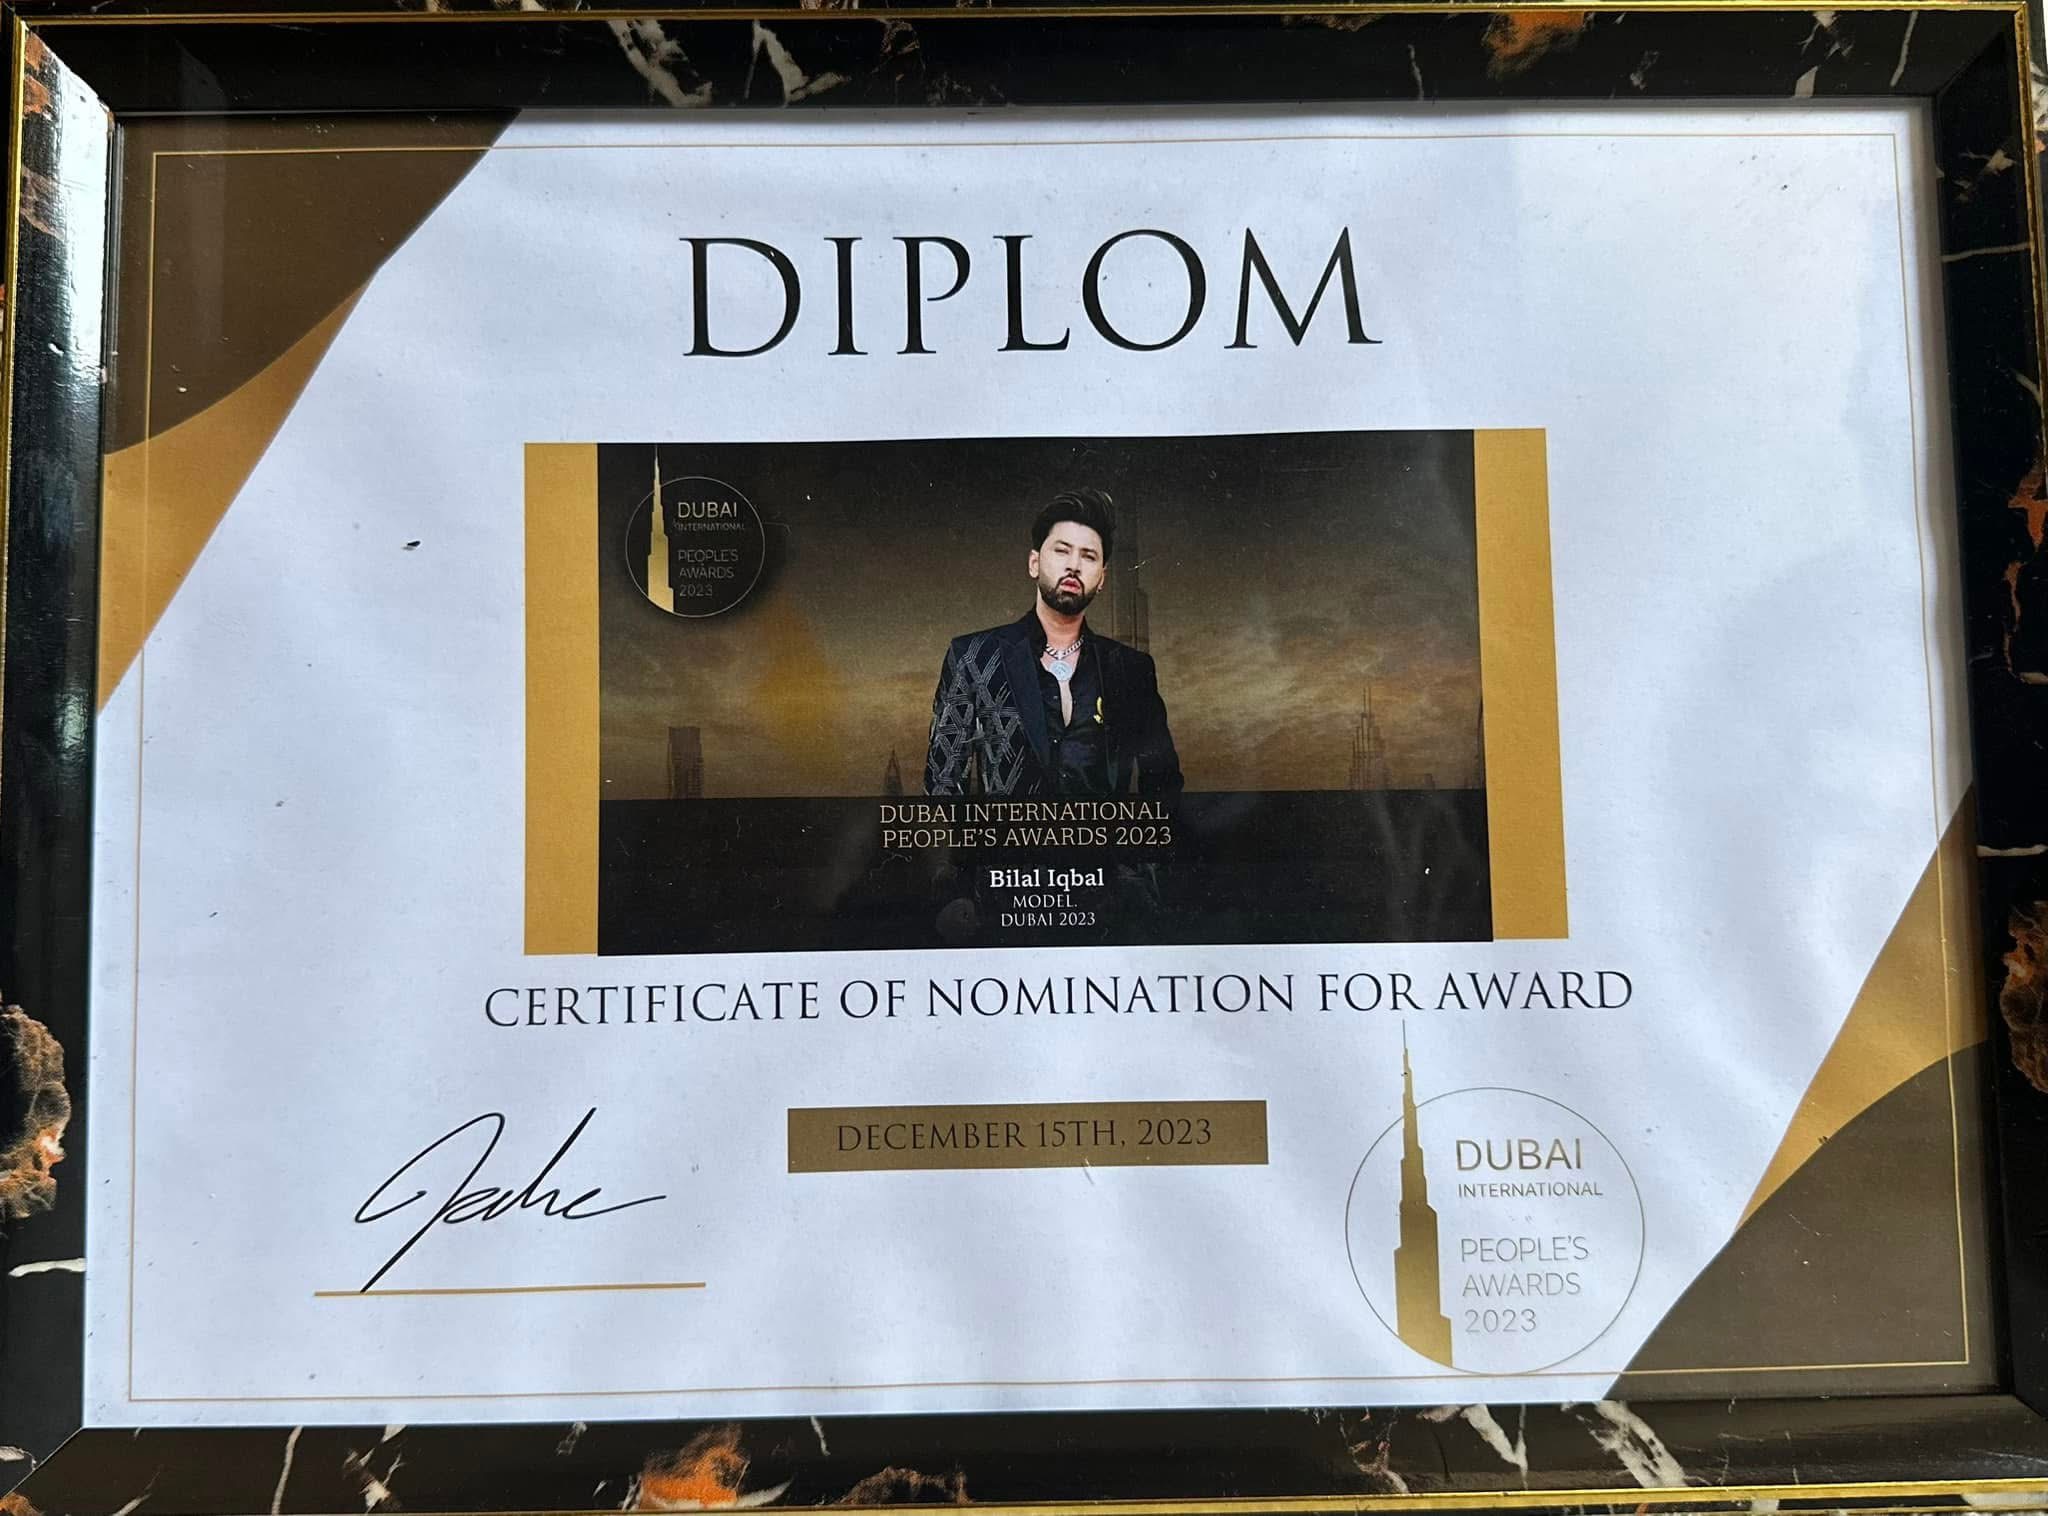 DIPLOM
DUBAI
INTERNATIONAL
PEOPLE'S
AWARDS
2023
DUBAI INTERNATIONAL
PEOPLE'S AWARDS 2023
Bilal Iqbal
MODEL.
DUBAI 2023
CERTIFICATE OF NOMINATION FOR AWARD
DECEMBER 15TH, 2023
DUBAI
INTERNATIONAL
PEOPLE'S
AWARDS
2023